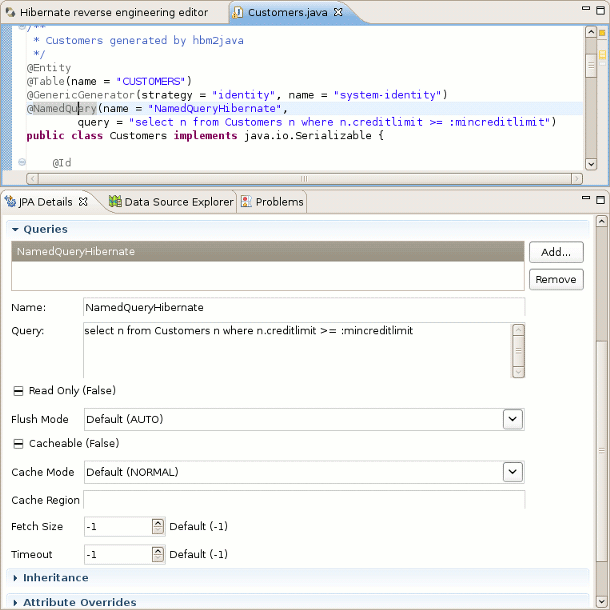 Hibernate reverse engineering editor
Customers.java
/**
* Customers generated by hbm2java
*/
@Entity
@Table(name = "CUSTOMERS")
@GenericGenerator(strategy = "identity", name = "system-identity")
@NamedQuery(name = "NamedQueryHibernate",
query = "select n from Customers n where n.creditlimit >= :mincreditlimit")
public class Customers implements java.io.Serializable {
@Id
JPA Details
Data Source Explorer
Problems
Queries
NamedQueryHibernate
Add...
Remove
Name:
NamedQueryHibernate
Query:
select n from Customers n where n.creditlimit >= :mincreditlimit
Read Only (False)
Flush Mode
Default (AUTO)
Cacheable (False)
Cache Mode
Default (NORMAL)
Cache Region
Fetch Size
-1
Default (-1)
Timeout
-1
Default (-1)
Inheritance
Attribute Overrides